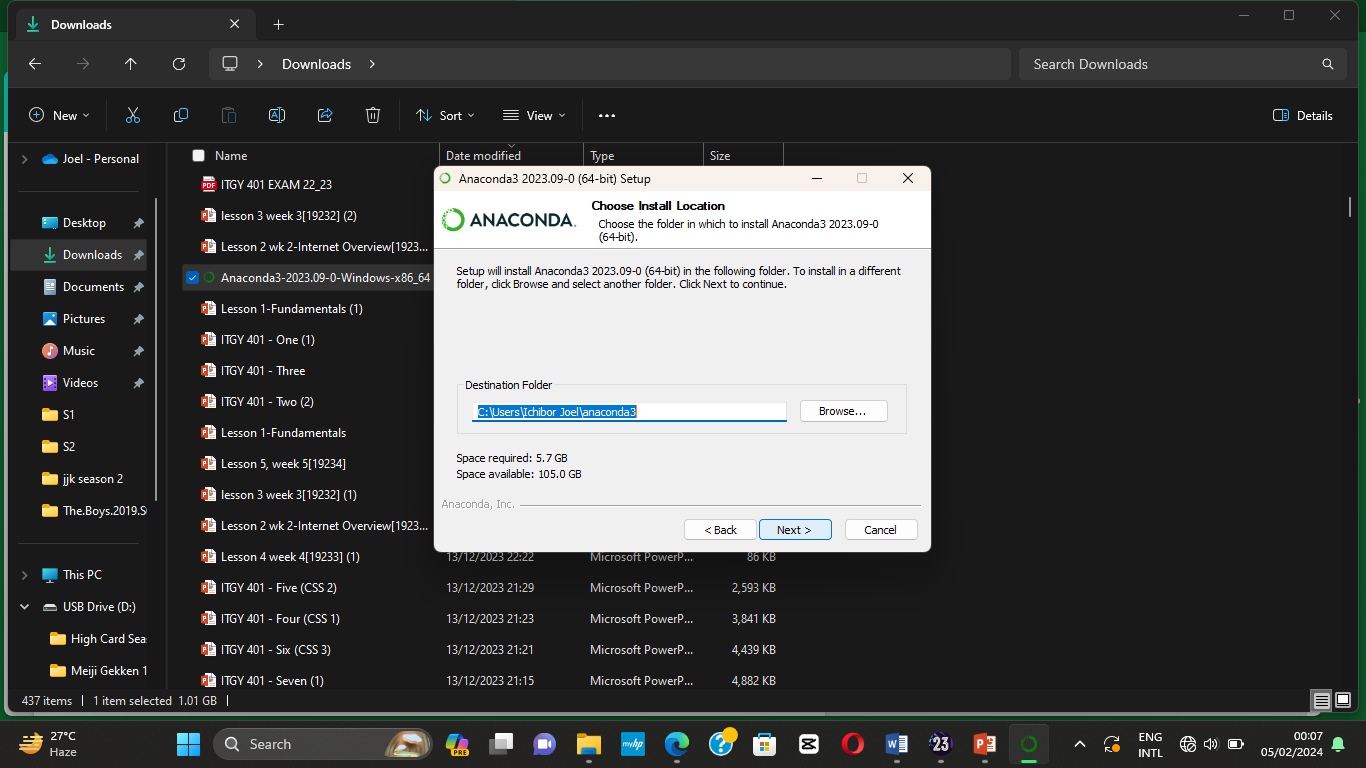 Downloads
Downloads
Search Downloads
New
Sort
View
Details
Joel - Personal
Desktop
Downloads
Documents
Pictures
Music
Videos
S1
S2
jjk season 2
The.Boys.2019.S
This PC
USB Drive (D:)
High Card Sea
Meiji Gekken 1
Name
Date modified
Type
Size
PDF ITGY 401 EXAM 22_23
lesson 3 week 3[19232] (2)
Lesson 2 wk 2-Internet Overview[1923...
Anaconda3-2023.09-0-Windows-x86_64
Lesson 1-Fundamentals (1)
ITGY 401 - One (1)
ITGY 401 - Three
ITGY 401 - Two (2)
Lesson 1-Fundamentals
Lesson 5, week 5[19234]
lesson 3 week 3[19232] (1)
Lesson 2 wk 2-Internet Overview[1923...
Lesson 4 week 4[19233] (1) 13/12/2023 22:22 Microsoft PowerP... 86 KB
ITGY 401 - Five (CSS 2) 13/12/2023 21:29 Microsoft PowerP... 2,593 KB
ITGY 401 - Four (CSS 1) 13/12/2023 21:23 Microsoft PowerP... 3,841 KB
ITGY 401 - Six (CSS 3) 13/12/2023 21:21 Microsoft PowerP... 4,439 KB
ITGY 401 - Seven (1) 13/12/2023 21:15 Microsoft PowerP... 4,882 KB
Anaconda3 2023.09-0 (64-bit) Setup
ANACONDA.
Choose Install Location
Choose the folder in which to install Anaconda3 2023.09-0
(64-bit).
Setup will install Anaconda3 2023.09-0 (64-bit) in the following folder. To install in a different
folder, click Browse and select another folder. Click Next to continue.
Destination Folder
C:\Users\Ichibor Joel\anaconda3
Browse...
Space required: 5.7 GB
Space available: 105.0 GB
Anaconda, Inc.
< Back
Next >
Cancel
437 items
1 item selected 1.01 GB
27°C
Haze
Search
PRE
myhp
23
ENG
INTL
00:07
05/02/2024